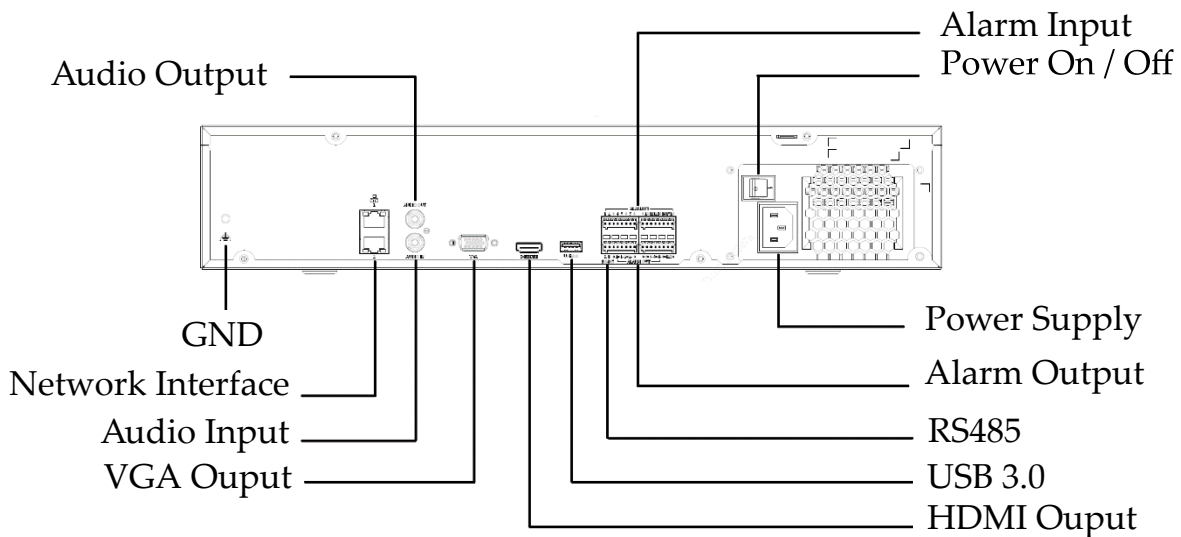 Alarm Input
Power On / Off
Audio Output
GND
Network Interface
Audio Input
VGA Ouput
Power Supply
Alarm Output
RS485
USB 3.0
HDMI Ouput